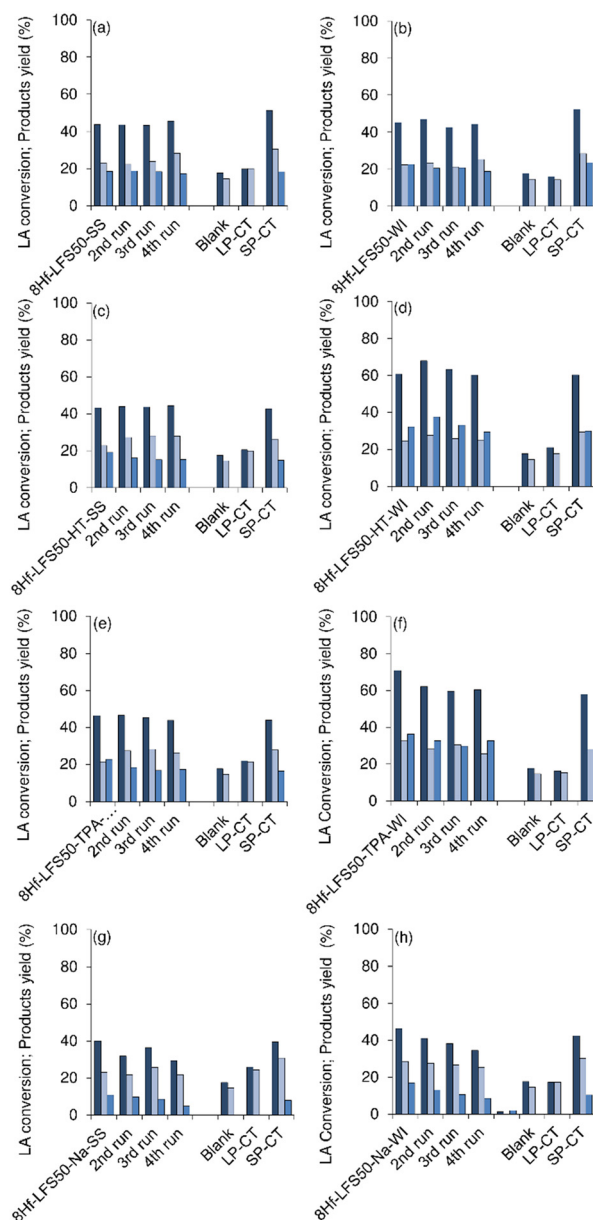 (a)
LA conversion; Products yield (%)
100
80
60
40
20
0
8Hf-LFS50-SS
2nd run
3rd run
4th run
Blank
LP-CT
SP-CT
(b)
LA conversion; Products yield (%)
100
80
60
40
20
0
8Hf-LFS50-WI
2nd run
3rd run
4th run
Blank
LP-CT
SP-CT
(c)
LA conversion; Products yield (%)
100
80
60
40
20
0
8Hf-LFS50-HT-SS
2nd run
3rd run
4th run
Blank
LP-CT
SP-CT
(d)
LA conversion; Products yield (%)
100
80
60
40
20
0
8Hf-LFS50-HT-WI
2nd run
3rd run
4th run
Blank
LP-CT
SP-CT
(e)
LA conversion; Products yield (%)
100
80
60
40
20
0
8Hf-LFS50-TPA-…
2nd run
3rd run
4th run
Blank
LP-CT
SP-CT
(f)
LA Conversion; Products yield (%)
100
80
60
40
20
0
8Hf-LFS50-TPA-WI
2nd run
3rd run
4th run
Blank
LP-CT
SP-CT
(g)
LA conversion; Products yield (%)
100
80
60
40
20
0
8Hf-LFS50-Na-SS
2nd run
3rd run
4th run
Blank
LP-CT
SP-CT
(h)
LA Conversion; Products yield (%)
100
80
60
40
20
0
8Hf-LFS50-Na-WI
2nd run
3rd run
4th run
Blank
LP-CT
SP-CT